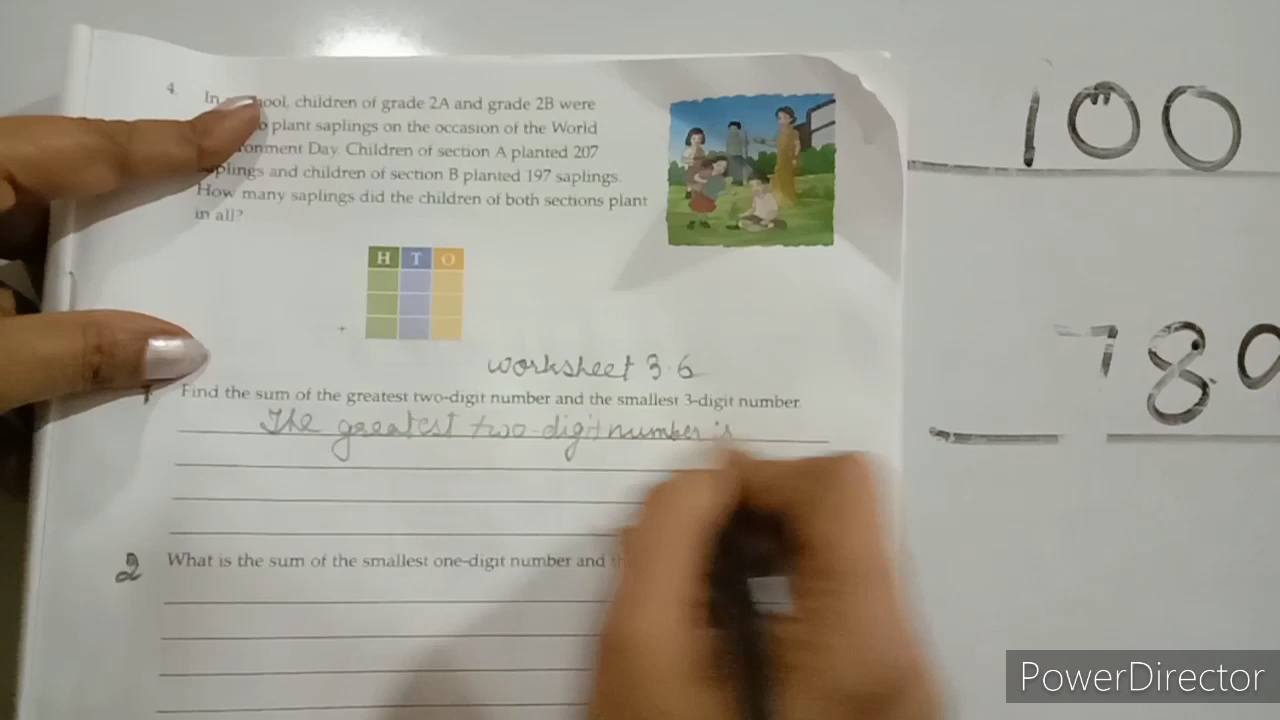 4.
In hool, children of grade 2A and grade 2B were
plant saplings on the occasion of the World
ronment Day. Children of section A planted 207
plings and children of section B planted 197 saplings.
How many saplings did the children of both sections plant
in all?
H T O
+
worksheet 3.6
Find the sum of the greatest two-digit number and the smallest 3-digit number.
The greatest two-digit number is
2 What is the sum of the smallest one-digit number and
100
780
PowerDirector